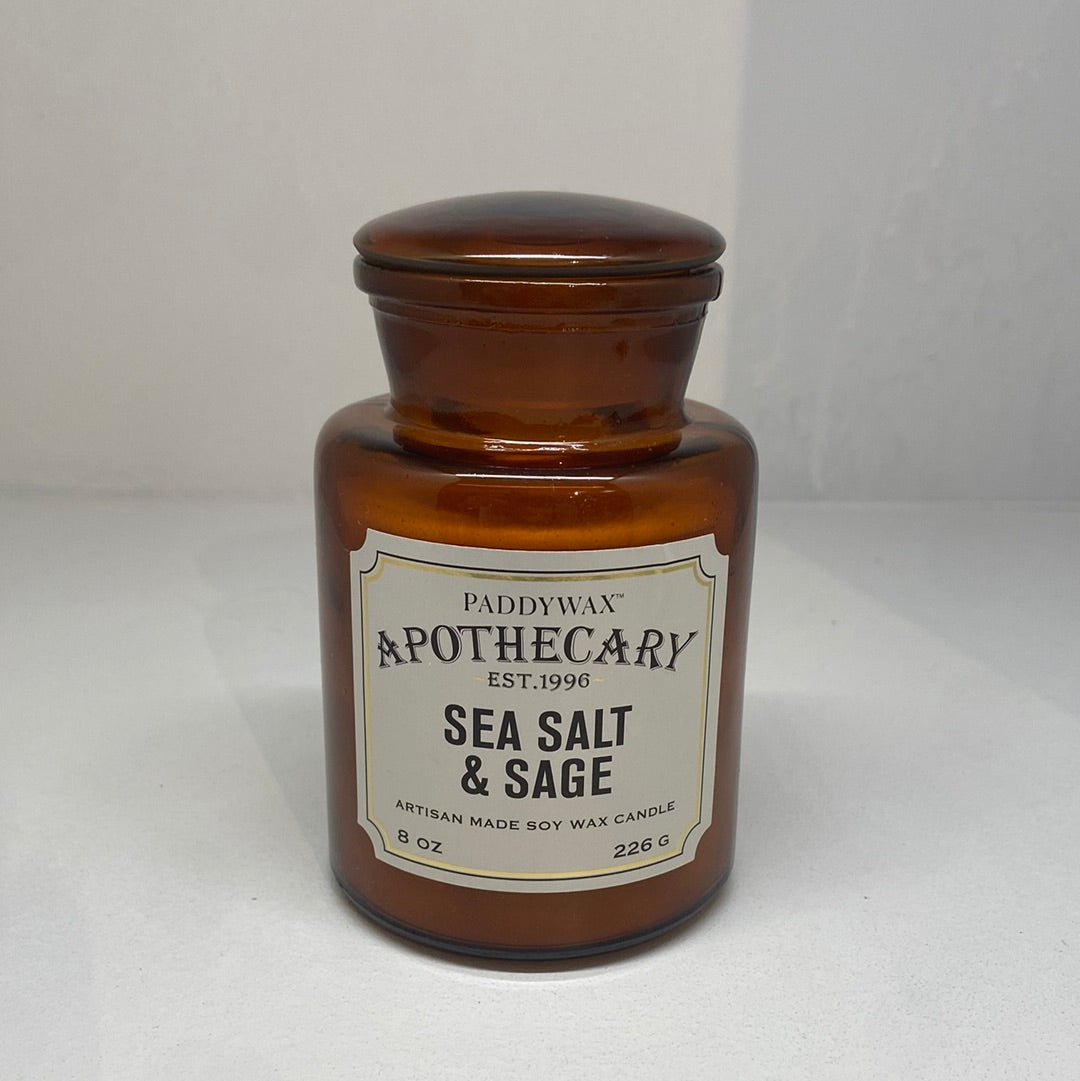 PADDYWAX™
APOTHECARY
EST.1996
SEA SALT
& SAGE
ARTISAN MADE SOY WAX CANDLE
8 OZ 226 G